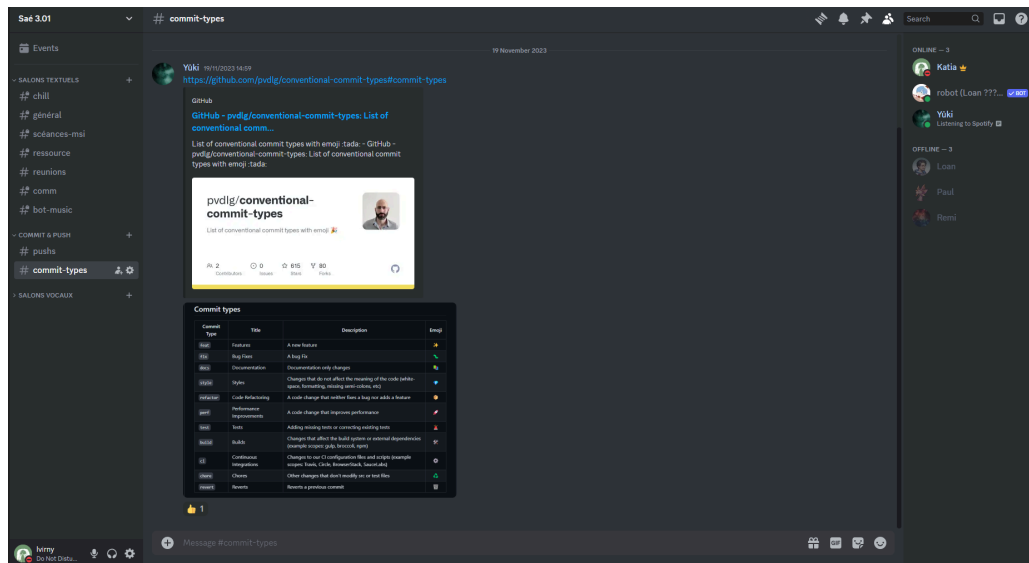 Saé 3.01
# commit-types
Search
Events
SALONS TEXTUELS
chill
général
scéances-msi
ressource
reunions
comm
bot-music
COMMIT & PUSH
pushs
commit-types
SALONS VOCAUX
lvirny
Do Not Distu...
19 November 2023
Yüki 19/11/2023 14:59
https://github.com/pvdlg/conventional-commit-types#commit-types
GitHub
GitHub - pvdlg/conventional-commit-types: List of
conventional comm...
List of conventional commit types with emoji :tada: - GitHub -
pvdlg/conventional-commit-types: List of conventional commit
types with emoji :tada:
pvdlg/conventional-
commit-types
List of conventional commit types with emoji 🎉
2 Contributors
0 Issues
615 Stars
80 Forks
Commit types
Commit Type Title Description Emoji
feat Features A new feature
fix Bug Fixes A bug Fix
docs Documentation Documentation only changes
style Styles Changes that do not affect the meaning of the code (white-
space, formatting, missing semi-colons, etc)
refactor Code Refactoring A code change that neither fixes a bug nor adds a feature
perf Performance Improvements A code change that improves performance
test Tests Adding missing tests or correcting existing tests
build Builds Changes that affect the build system or external dependencies
(example scopes: gulp, broccoli, npm)
ci Continuous Integrations Changes to our CI configuration files and scripts (example
scopes: Travis, Circle, BrowserStack, SauceLabs)
chore Chores Other changes that don't modify src or test files
revert Reverts Reverts a previous commit
👍 1
Message #commit-types
GIF
ONLINE — 3
Katia
robot (Loan ???... BOT
Yüki
Listening to Spotify
OFFLINE — 3
Loan
Paul
Remi